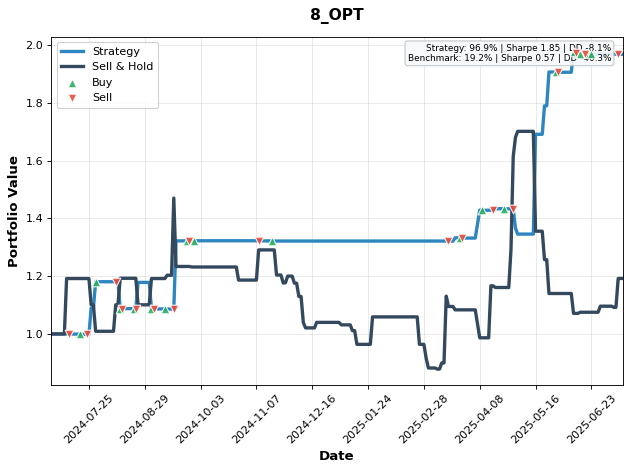 8_OPT
Strategy: 96.9% | Sharpe 1.85 | DD -8.1%
Benchmark: 19.2% | Sharpe 0.57 | DD
Strategy
Sell & Hold
Buy
Sell
Portfolio Value
2.0
1.8
1.6
1.4
1.2
1.0
2024-07-25
2024-08-29
2024-10-03
2024-11-07
2024-12-16
2025-01-24
2025-02-28
2025-04-08
2025-05-16
2025-06-23
Date